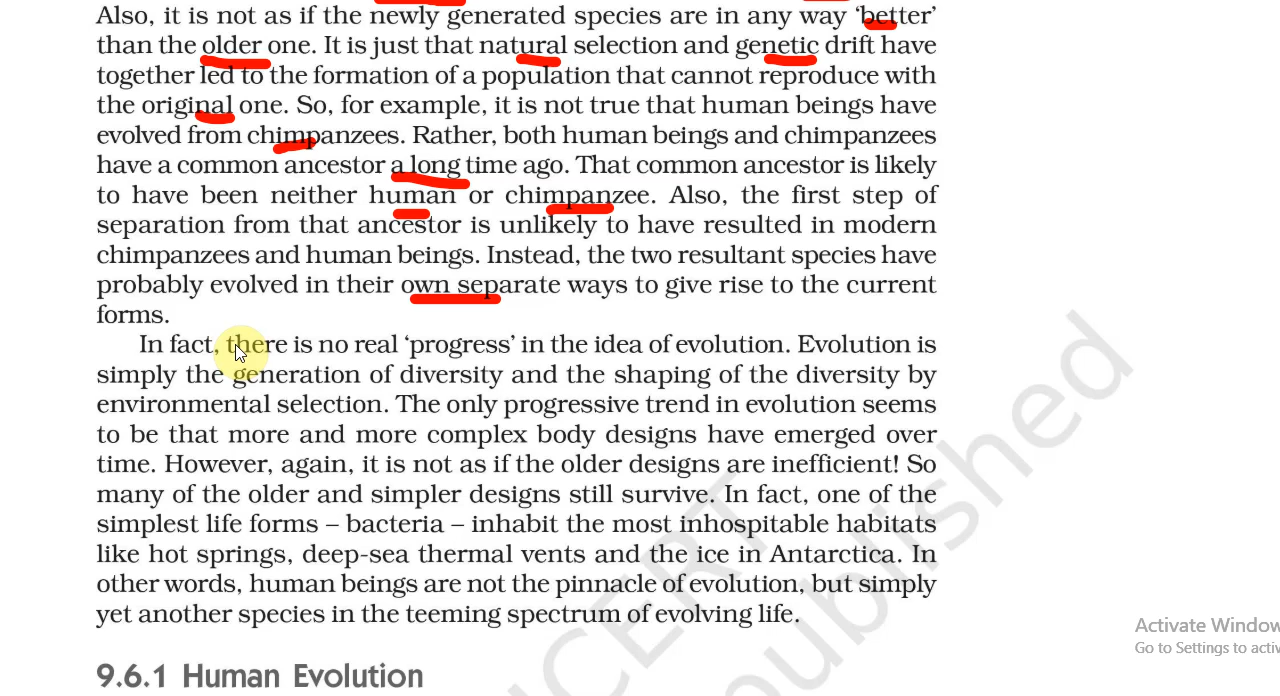 Also, it is not as if the newly generated species are in any way ‘better’
than the older one. It is just that natural selection and genetic drift have
together led to the formation of a population that cannot reproduce with
the original one. So, for example, it is not true that human beings have
evolved from chimpanzees. Rather, both human beings and chimpanzees
have a common ancestor a long time ago. That common ancestor is likely
to have been neither human or chimpanzee. Also, the first step of
separation from that ancestor is unlikely to have resulted in modern
chimpanzees and human beings. Instead, the two resultant species have
probably evolved in their own separate ways to give rise to the current
forms.
In fact, there is no real ‘progress’ in the idea of evolution. Evolution is
simply the generation of diversity and the shaping of the diversity by
environmental selection. The only progressive trend in evolution seems
to be that more and more complex body designs have emerged over
time. However, again, it is not as if the older designs are inefficient! So
many of the older and simpler designs still survive. In fact, one of the
simplest life forms – bacteria – inhabit the most inhospitable habitats
like hot springs, deep-sea thermal vents and the ice in Antarctica. In
other words, human beings are not the pinnacle of evolution, but simply
yet another species in the teeming spectrum of evolving life.
9.6.1 Human Evolution
NCERT
published
Activate Window
Go to Settings to activ